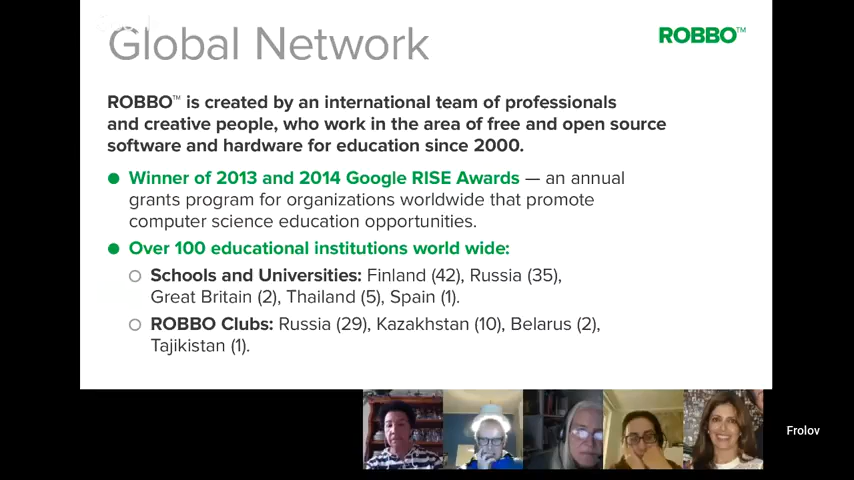 Global Network
ROBBO™
ROBBO™ is created by an international team of professionals
and creative people, who work in the area of free and open source
software and hardware for education since 2000.
Winner of 2013 and 2014 Google RISE Awards — an annual
grants program for organizations worldwide that promote
computer science education opportunities.
Over 100 educational institutions world wide:
Schools and Universities: Finland (42), Russia (35),
Great Britain (2), Thailand (5), Spain (1).
ROBBO Clubs: Russia (29), Kazakhstan (10), Belarus (2),
Tajikistan (1).
Frolov